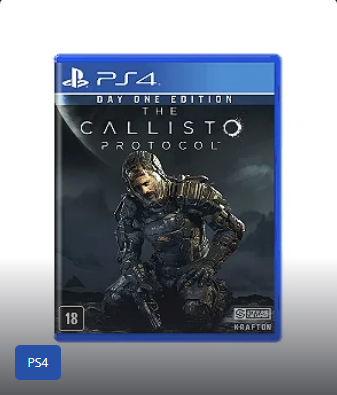 PS4
DAY ONE EDITION
THE
CALLISTO
PROTOCOL
18
KRAFTON
PS4